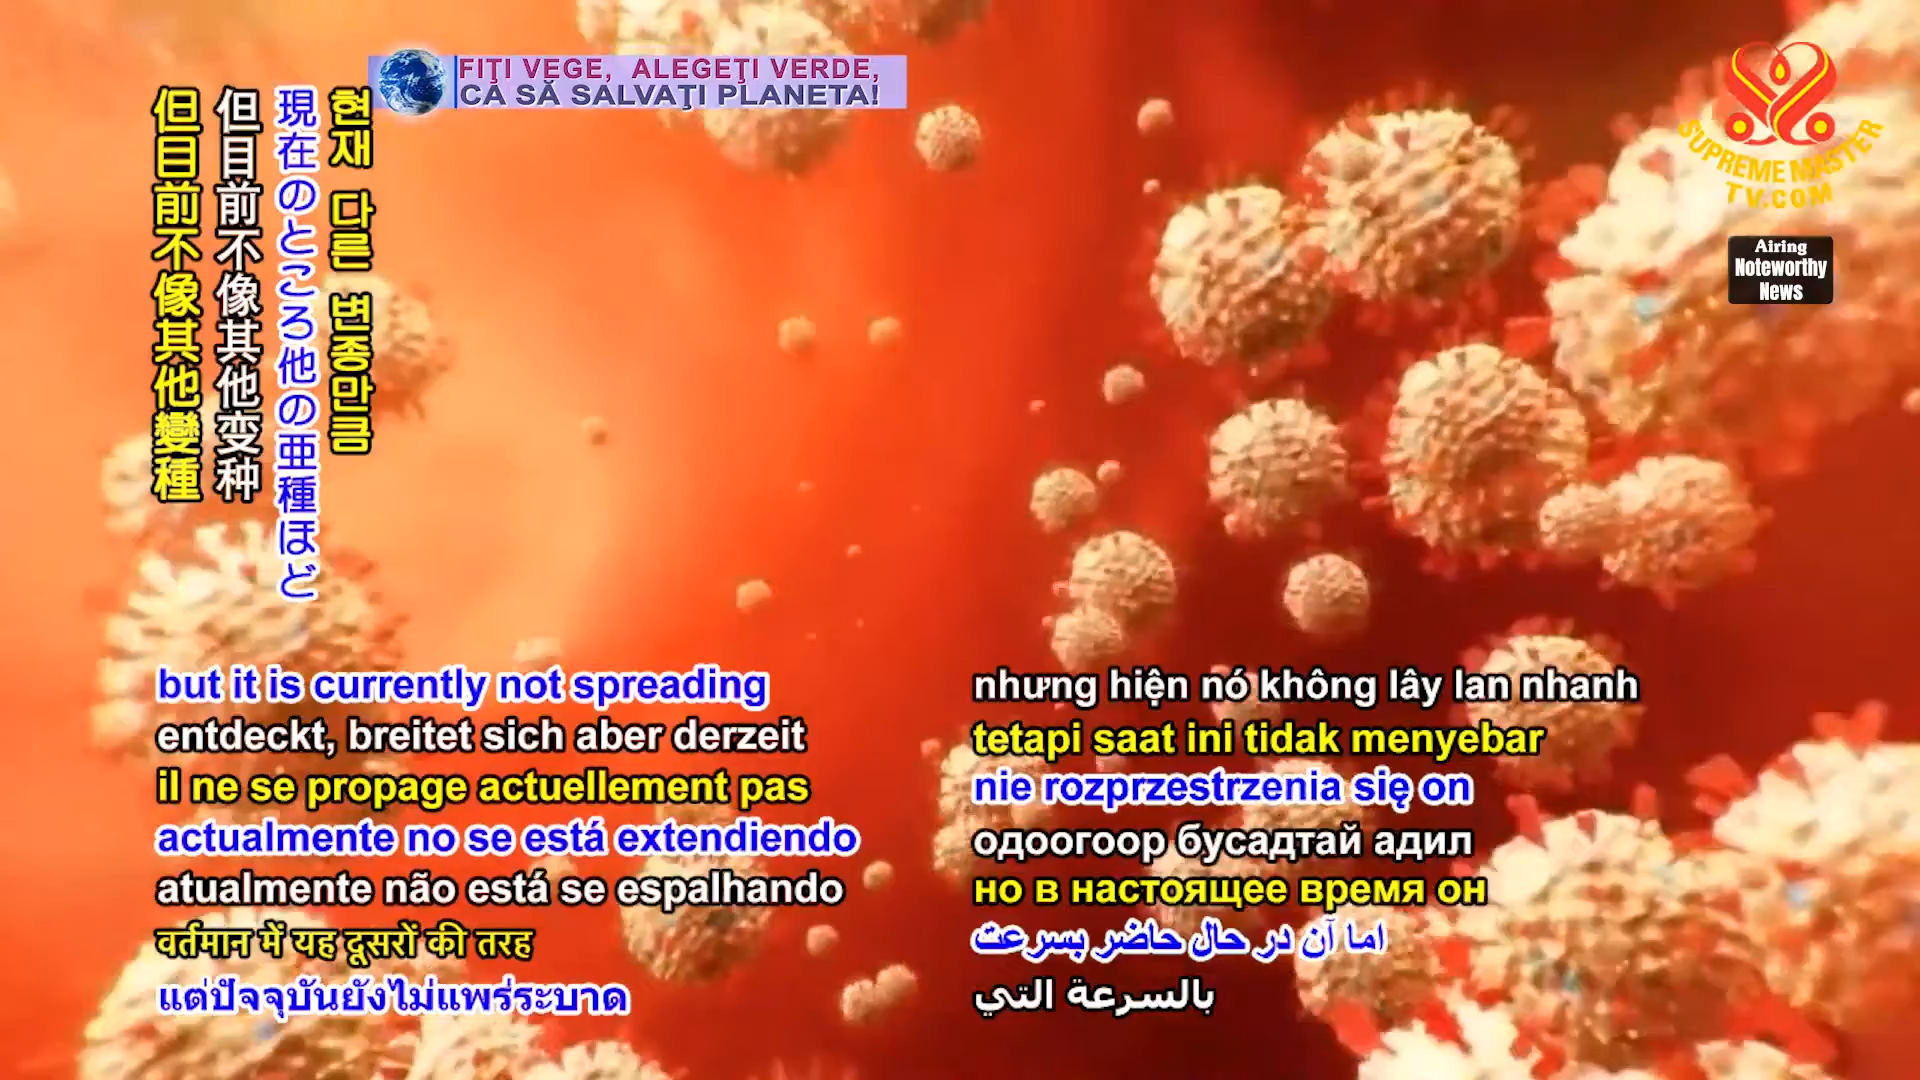 FIŢI VEGE, ALEGEŢI VERDE,
CA SĂ SALVAŢI PLANETA!
SUPREME MASTER
TV.COM
Airing
Noteworthy
News
현재 다른 변종만큼
現在のところ他の亜種ほど
但目前不像其他变种
但目前不像其他變種
but it is currently not spreading
entdeckt, breitet sich aber derzeit
il ne se propage actuellement pas
actualmente no se está extendiendo
atualmente não está se espalhando
वर्तमान में यह दूसरों की तरह
แต่ปัจจุบันยังไม่แพร่ระบาด
nhưng hiện nó không lây lan nhanh
tetapi saat ini tidak menyebar
nie rozprzestrzenia się on
одоогоор бусадтай адил
но в настоящее время он
اما آن در حال حاضر بسرعت
بالسرعة التي